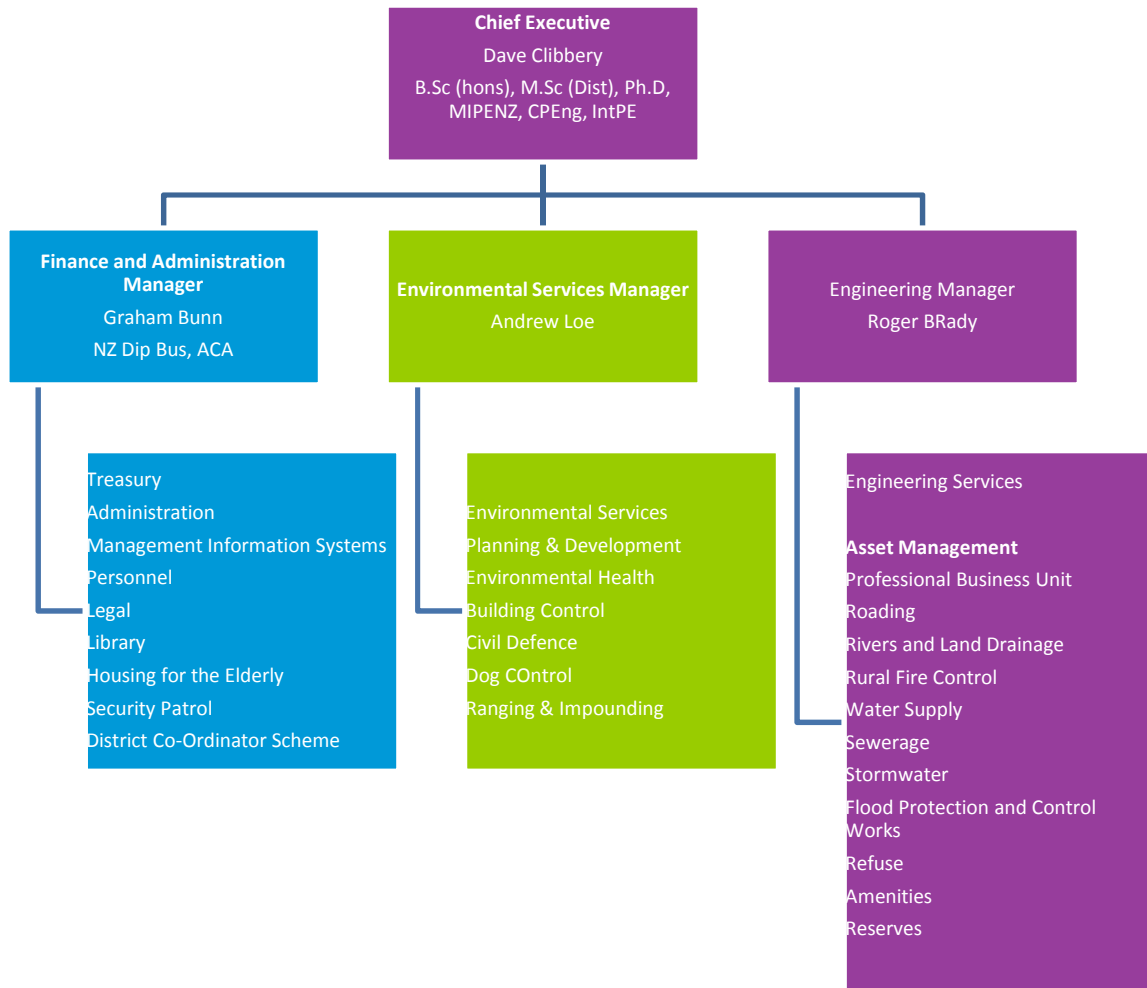 Chief Executive
Dave Clibbery
B.Sc (hons), M.Sc (Dist), Ph.D,
MIPENZ, CPEng, IntPE
Finance and Administration
Manager
Graham Bunn
NZ Dip Bus, ACA
Environmental Services Manager
Andrew Loe
Engineering Manager
Roger BRady
Treasury
Administration
Management Information Systems
Personnel
Legal
Library
Housing for the Elderly
Security Patrol
District Co-Ordinator Scheme
Environmental Services
Planning & Development
Environmental Health
Building Control
Civil Defence
Dog COntrol
Ranging & Impounding
Engineering Services
Asset Management
Professional Business Unit
Roading
Rivers and Land Drainage
Rural Fire Control
Water Supply
Sewerage
Stormwater
Flood Protection and Control
Works
Refuse
Amenities
Reserves